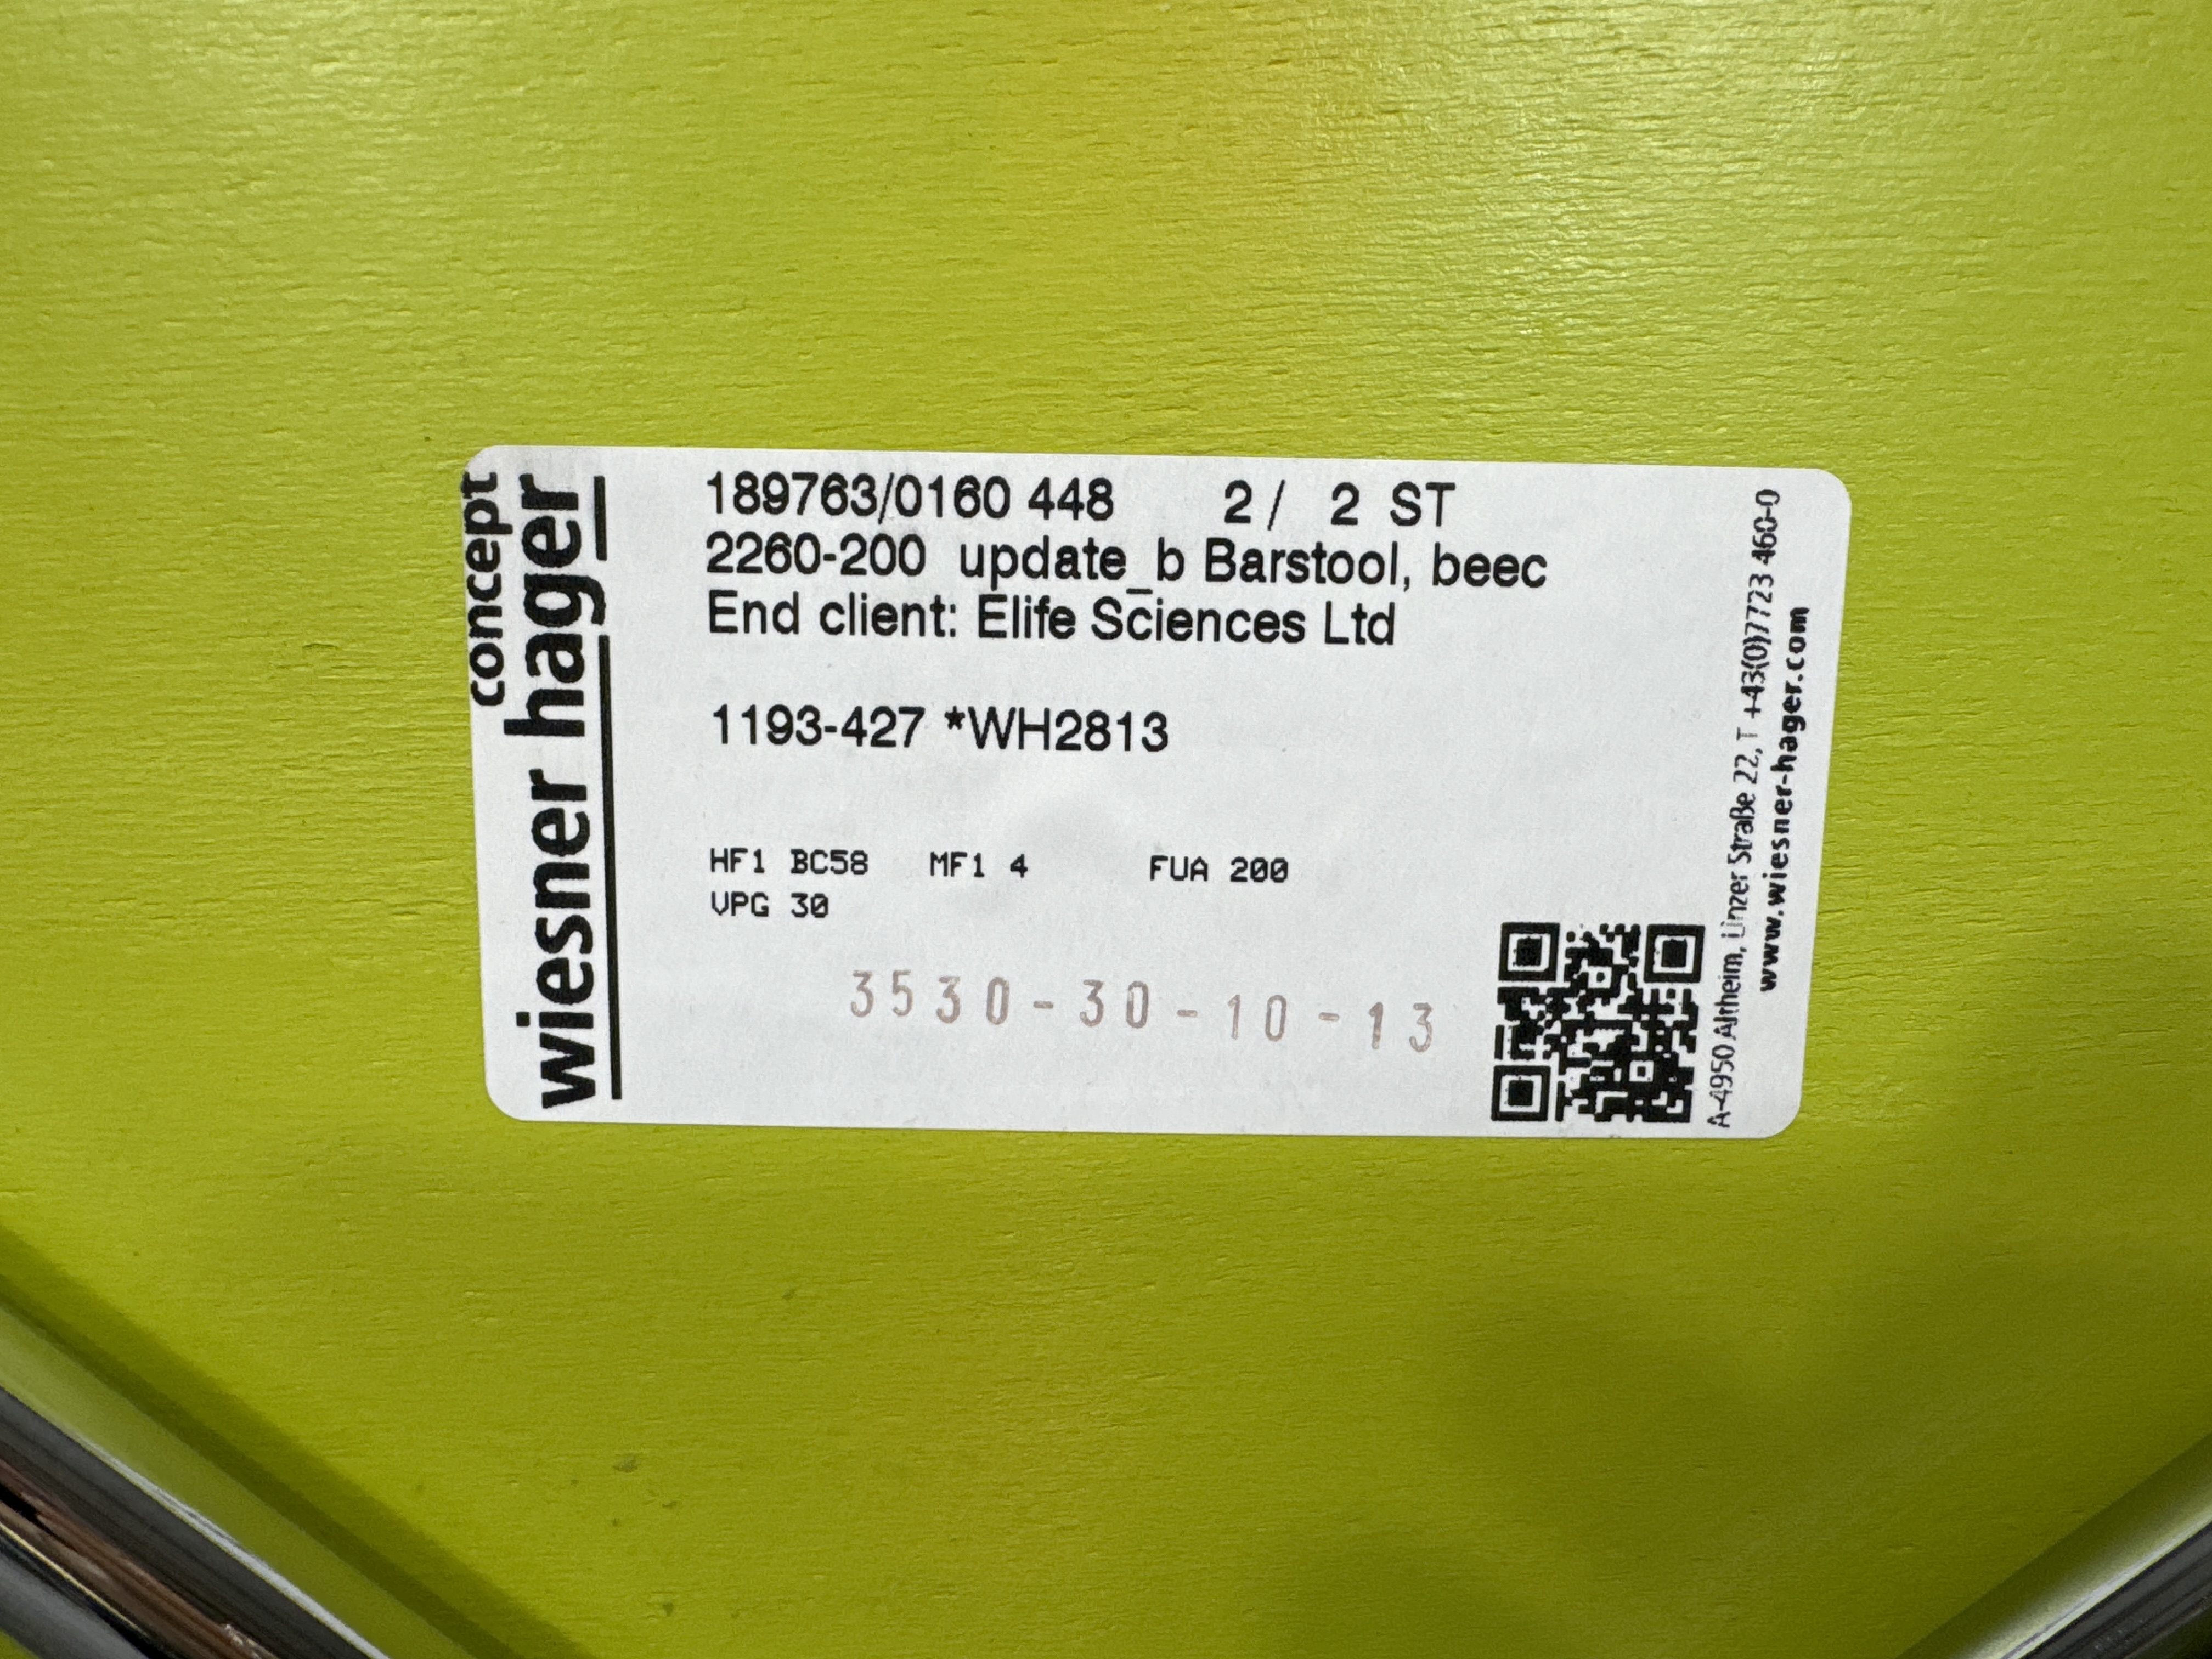 concept
wiesner hager
189763/0160 448 2/ 2 ST
2260-200 update_b Barstool, beec
End client: Elife Sciences Ltd
1193-427 *WH2813
HF1 BC58 MF1 4 FUA 200
VPG 30
3530-30-10-13
A-4950 Altheim, Linzer Straße 22, T +43(0)7723 460-0
www.wiesner-hager.com